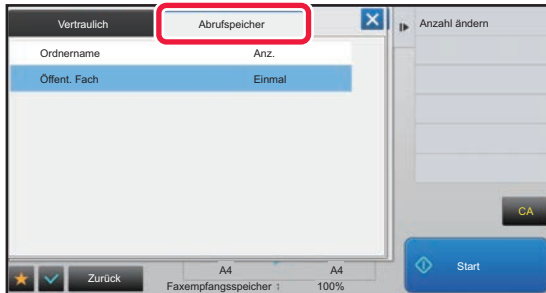 Vertraulich
Abrufspeicher
Anzahl ändern
Ordnername Anz.
Öffent. Fach Einmal
CA
Start
Zurück
A4 A4
Faxempfangsspeicher : 100%